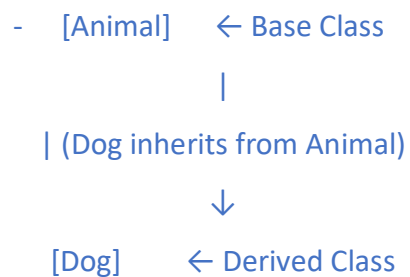 - [Animal] ← Base Class
|
| (Dog inherits from Animal)
↓
[Dog] ← Derived Class